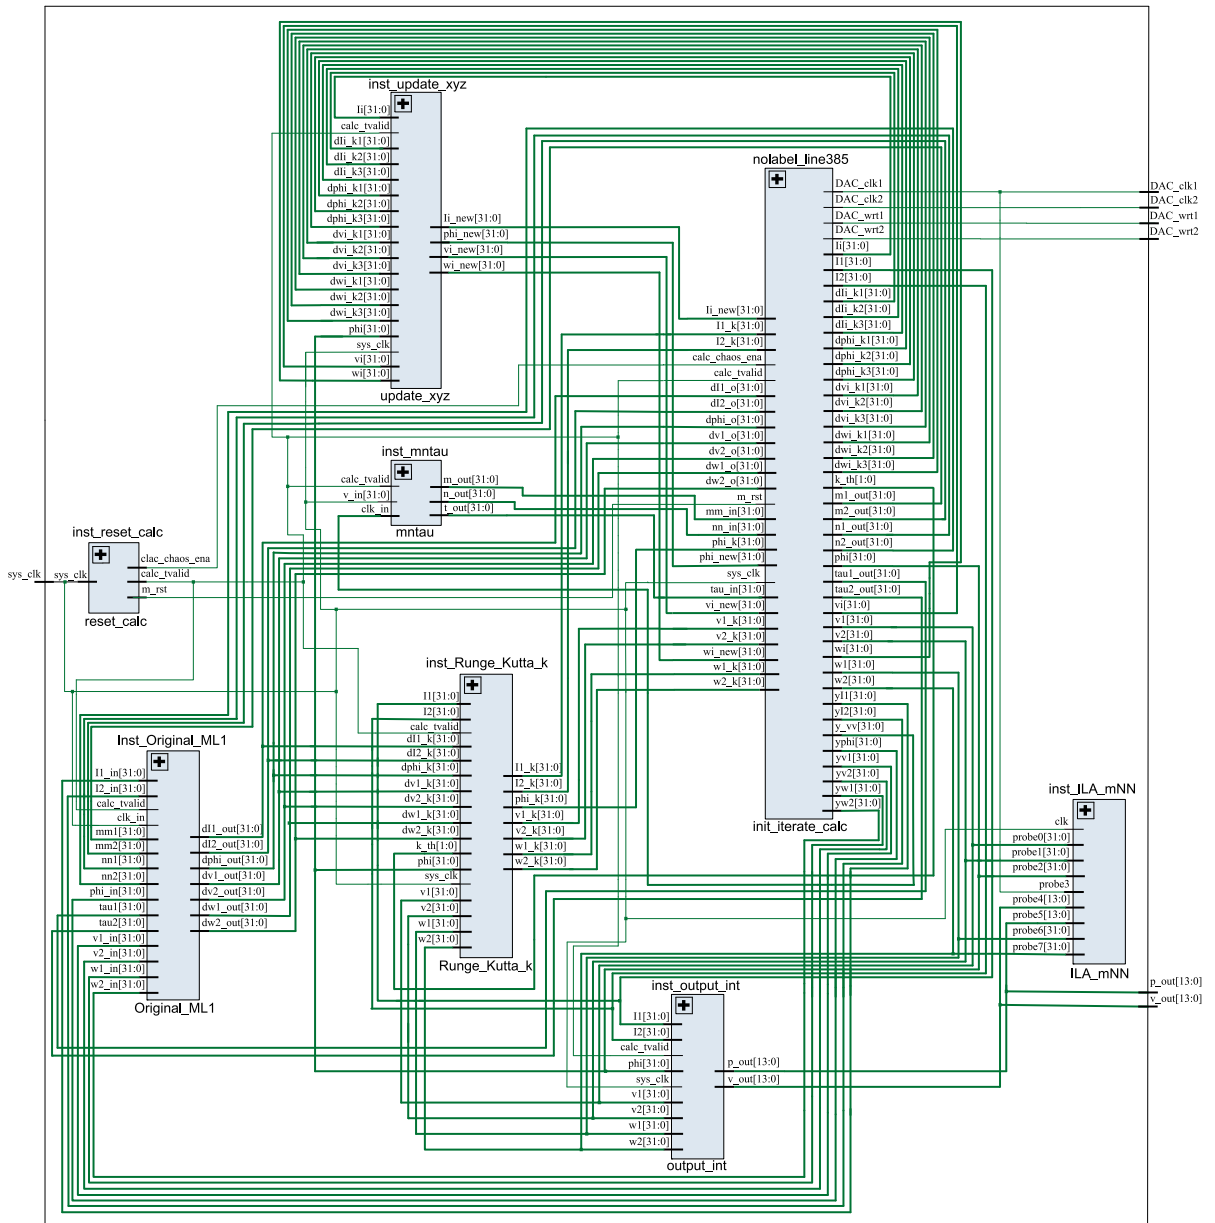 inst_update_xyz
Ii[31:0]
calc_tvalid
dIi_k1[31:0]
dIi_k2[31:0]
dIi_k3[31:0]
dphi_k1[31:0]
dphi_k2[31:0]
dphi_k3[31:0]
dvi_k1[31:0]
dvi_k2[31:0]
dvi_k3[31:0]
dwi_k1[31:0]
dwi_k2[31:0]
dwi_k3[31:0]
phi[31:0]
sys_clk
vi[31:0]
wi[31:0]
Ii_new[31:0]
phi_new[31:0]
vi_new[31:0]
wi_new[31:0]
update_xyz
nolabel_line385
Ii_new[31:0]
I1_k[31:0]
I2_k[31:0]
calc_chaos_ena
calc_tvalid
dI1_o[31:0]
dI2_o[31:0]
dphi_o[31:0]
dv1_o[31:0]
dv2_o[31:0]
dw1_o[31:0]
dw2_o[31:0]
m_rst
mm_in[31:0]
nn_in[31:0]
phi_k[31:0]
phi_new[31:0]
sys_clk
tau_in[31:0]
vi_new[31:0]
v1_k[31:0]
v2_k[31:0]
wi_new[31:0]
w1_k[31:0]
w2_k[31:0]
DAC_clk1
DAC_clk2
DAC_wrt1
DAC_wrt2
Ii[31:0]
I1[31:0]
I2[31:0]
dIi_k1[31:0]
dIi_k2[31:0]
dIi_k3[31:0]
dphi_k1[31:0]
dphi_k2[31:0]
dphi_k3[31:0]
dvi_k1[31:0]
dvi_k2[31:0]
dvi_k3[31:0]
dwi_k1[31:0]
dwi_k2[31:0]
dwi_k3[31:0]
k_th[1:0]
m1_out[31:0]
m2_out[31:0]
n1_out[31:0]
n2_out[31:0]
phi[31:0]
tau1_out[31:0]
tau2_out[31:0]
vi[31:0]
v1[31:0]
v2[31:0]
wi[31:0]
w1[31:0]
w2[31:0]
yI1[31:0]
yI2[31:0]
y_vv[31:0]
yphi[31:0]
yv1[31:0]
yv2[31:0]
yw1[31:0]
yw2[31:0]
init_iterate_calc
DAC_clk1
DAC_clk2
DAC_wrt1
DAC_wrt2
inst_mntau
calc_tvalid
v_in[31:0]
clk_in
m_out[31:0]
n_out[31:0]
t_out[31:0]
mntau
inst_reset_calc
sys_clk
sys_clk
clac_chaos_ena
calc_tvalid
m_rst
reset_calc
inst_Runge_Kutta_k
I1[31:0]
I2[31:0]
calc_tvalid
dI1_k[31:0]
dI2_k[31:0]
dphi_k[31:0]
dv1_k[31:0]
dv2_k[31:0]
dw1_k[31:0]
dw2_k[31:0]
k_th[1:0]
phi[31:0]
sys_clk
v1[31:0]
v2[31:0]
w1[31:0]
w2[31:0]
I1_k[31:0]
I2_k[31:0]
phi_k[31:0]
v1_k[31:0]
v2_k[31:0]
w1_k[31:0]
w2_k[31:0]
Runge_Kutta_k
Inst_Original_ML1
I1_in[31:0]
I2_in[31:0]
calc_tvalid
clk_in
mm1[31:0]
mm2[31:0]
nn1[31:0]
nn2[31:0]
phi_in[31:0]
tau1[31:0]
tau2[31:0]
v1_in[31:0]
v2_in[31:0]
w1_in[31:0]
w2_in[31:0]
dI1_out[31:0]
dI2_out[31:0]
dphi_out[31:0]
dv1_out[31:0]
dv2_out[31:0]
dw1_out[31:0]
dw2_out[31:0]
Original_ML1
inst_ILA_mNN
clk
probe0[31:0]
probe1[31:0]
probe2[31:0]
probe3
probe4[13:0]
probe5[13:0]
probe6[31:0]
probe7[31:0]
ILA_mNN
inst_output_int
I1[31:0]
I2[31:0]
calc_tvalid
phi[31:0]
sys_clk
v1[31:0]
v2[31:0]
w1[31:0]
w2[31:0]
p_out[13:0]
v_out[13:0]
output_int
p_out[13:0]
v_out[13:0]